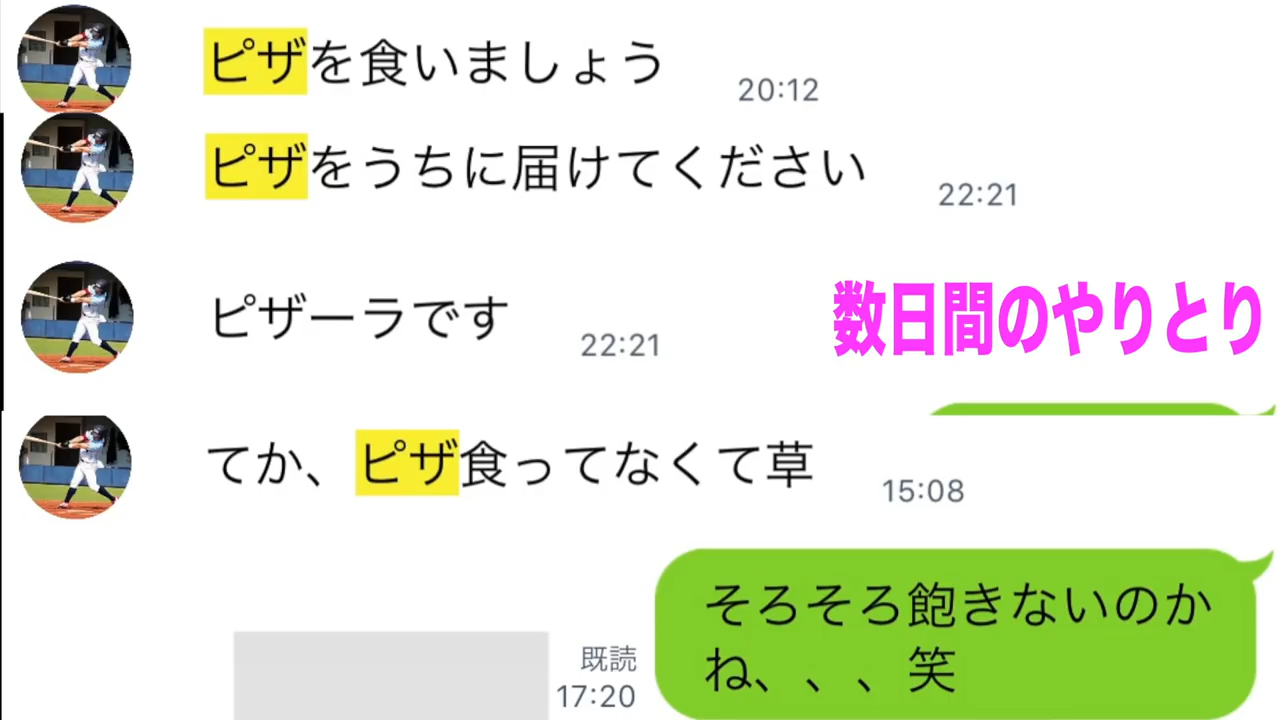 ピザを食いましょう
20:12
ピザをうちに届けてください
22:21
ピザーラです
22:21
数日間のやりとり
てか、ピザ食ってなくて草
15:08
そろそろ飽きないのか
ね、、、笑
既読
17:20